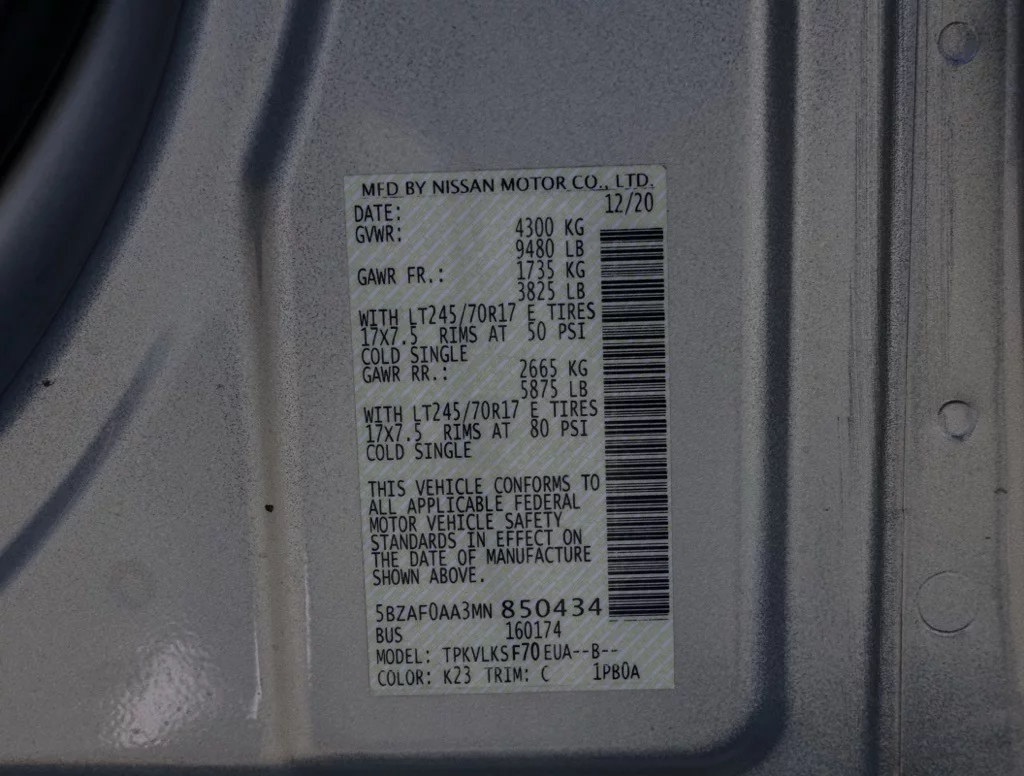 MFD BY NISSAN MOTOR CO., LTD.
DATE: 12/20
GVWR: 4300 KG
9480 LB
GAWR FR.: 1735 KG
3825 LB
WITH LT245/70R17 E TIRES
17X7.5 RIMS AT 50 PSI
COLD SINGLE
GAWR RR.: 2665 KG
5875 LB
WITH LT245/70R17 E TIRES
17X7.5 RIMS AT 80 PSI
COLD SINGLE
THIS VEHICLE CONFORMS TO
ALL APPLICABLE FEDERAL
MOTOR VEHICLE SAFETY
STANDARDS IN EFFECT ON
THE DATE OF MANUFACTURE
SHOWN ABOVE.
5BZAF0AA3MN 850434
BUS 160174
MODEL: TPKVLKSF70EUA--B--
COLOR: K23 TRIM: C 1PB0A